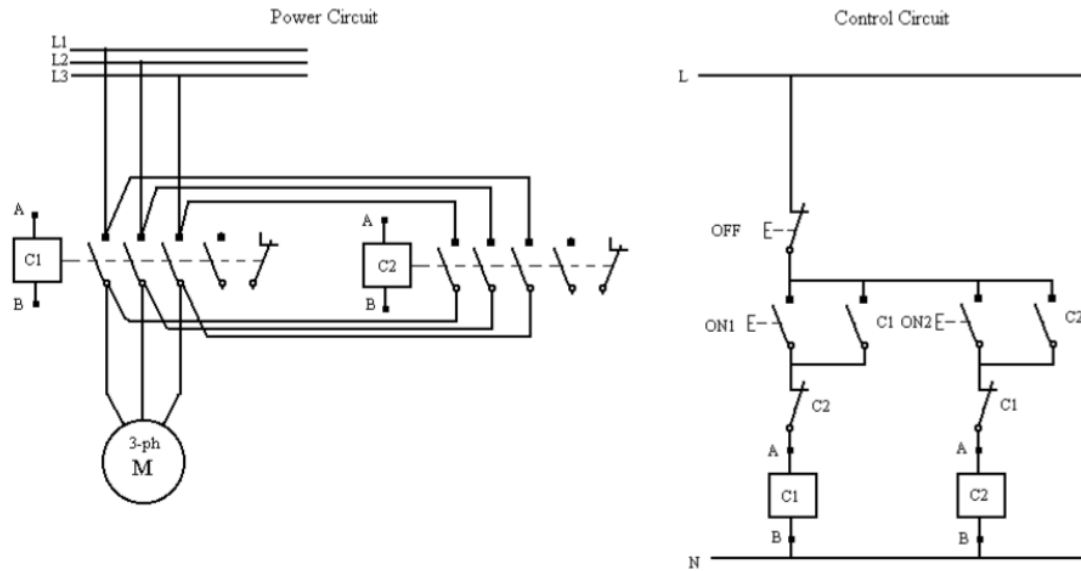 Power Circuit
Control Circuit
L1
L2
L3
L
A
C1
B
A
C2
B
OFF
ON1
C1
ON2
C2
C2
C1
3-ph
M
A
C1
B
A
C2
B
N